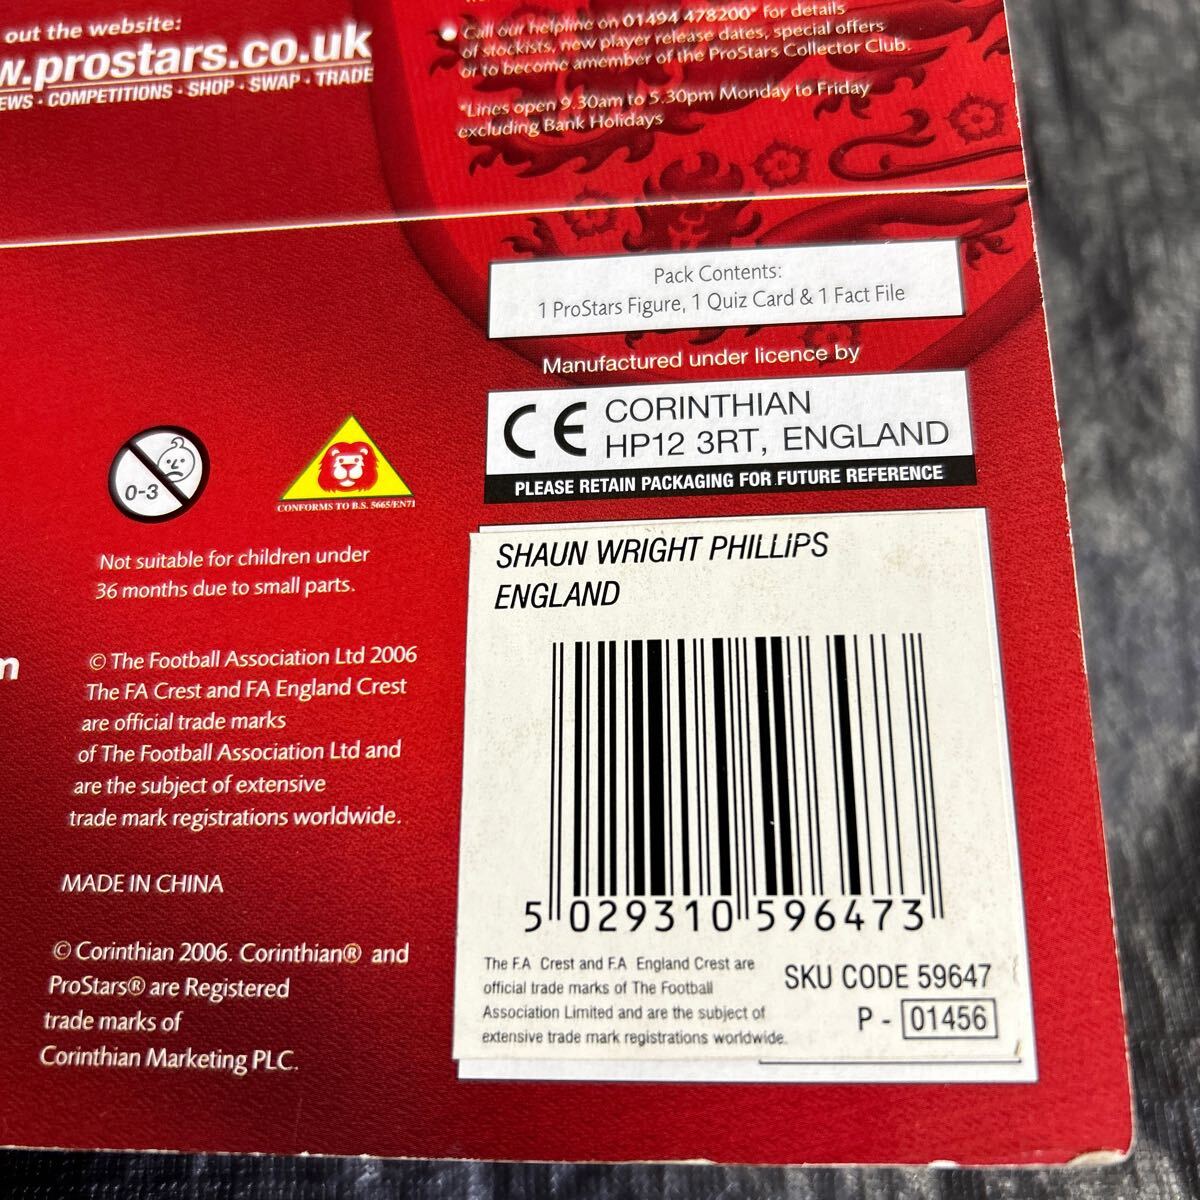 out the website:
w.prostars.co.uk
EWS · COMPETITIONS · SHOP · SWAP · TRADE
Call our helpline on 01494 478200* for details
of stockists, new player release dates, special offers
or to become amember of the ProStars Collector Club.
*Lines open 9.30am to 5.30pm Monday to Friday
excluding Bank Holidays
Pack Contents:
1 ProStars Figure, 1 Quiz Card & 1 Fact File
Manufactured under licence by
CE CORINTHIAN
HP12 3RT, ENGLAND
PLEASE RETAIN PACKAGING FOR FUTURE REFERENCE
0-3
CONFORMS TO B.S. 5665/EN71
Not suitable for children under
36 months due to small parts.
m
© The Football Association Ltd 2006
The FA Crest and FA England Crest
are official trade marks
of The Football Association Ltd and
are the subject of extensive
trade mark registrations worldwide.
MADE IN CHINA
© Corinthian 2006. Corinthian® and
ProStars® are Registered
trade marks of
Corinthian Marketing PLC.
SHAUN WRIGHT PHILLiPS
ENGLAND
5 029310 596473
The F.A Crest and F.A England Crest are
official trade marks of The Football
Association Limited and are the subject of
extensive trade mark registrations worldwide.
SKU CODE 59647
P - 01456